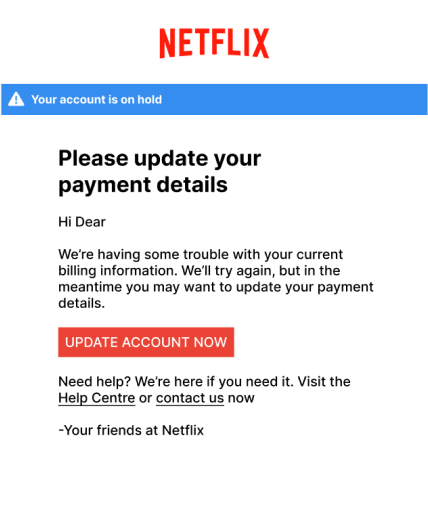 NETFLIX
Your account is on hold
Please update your
payment details
Hi Dear
We're having some trouble with your current
billing information. We'll try again, but in the
meantime you may want to update your payment
details.
UPDATE ACCOUNT NOW
Need help? We're here if you need it. Visit the
Help Centre or contact us now
-Your friends at Netflix